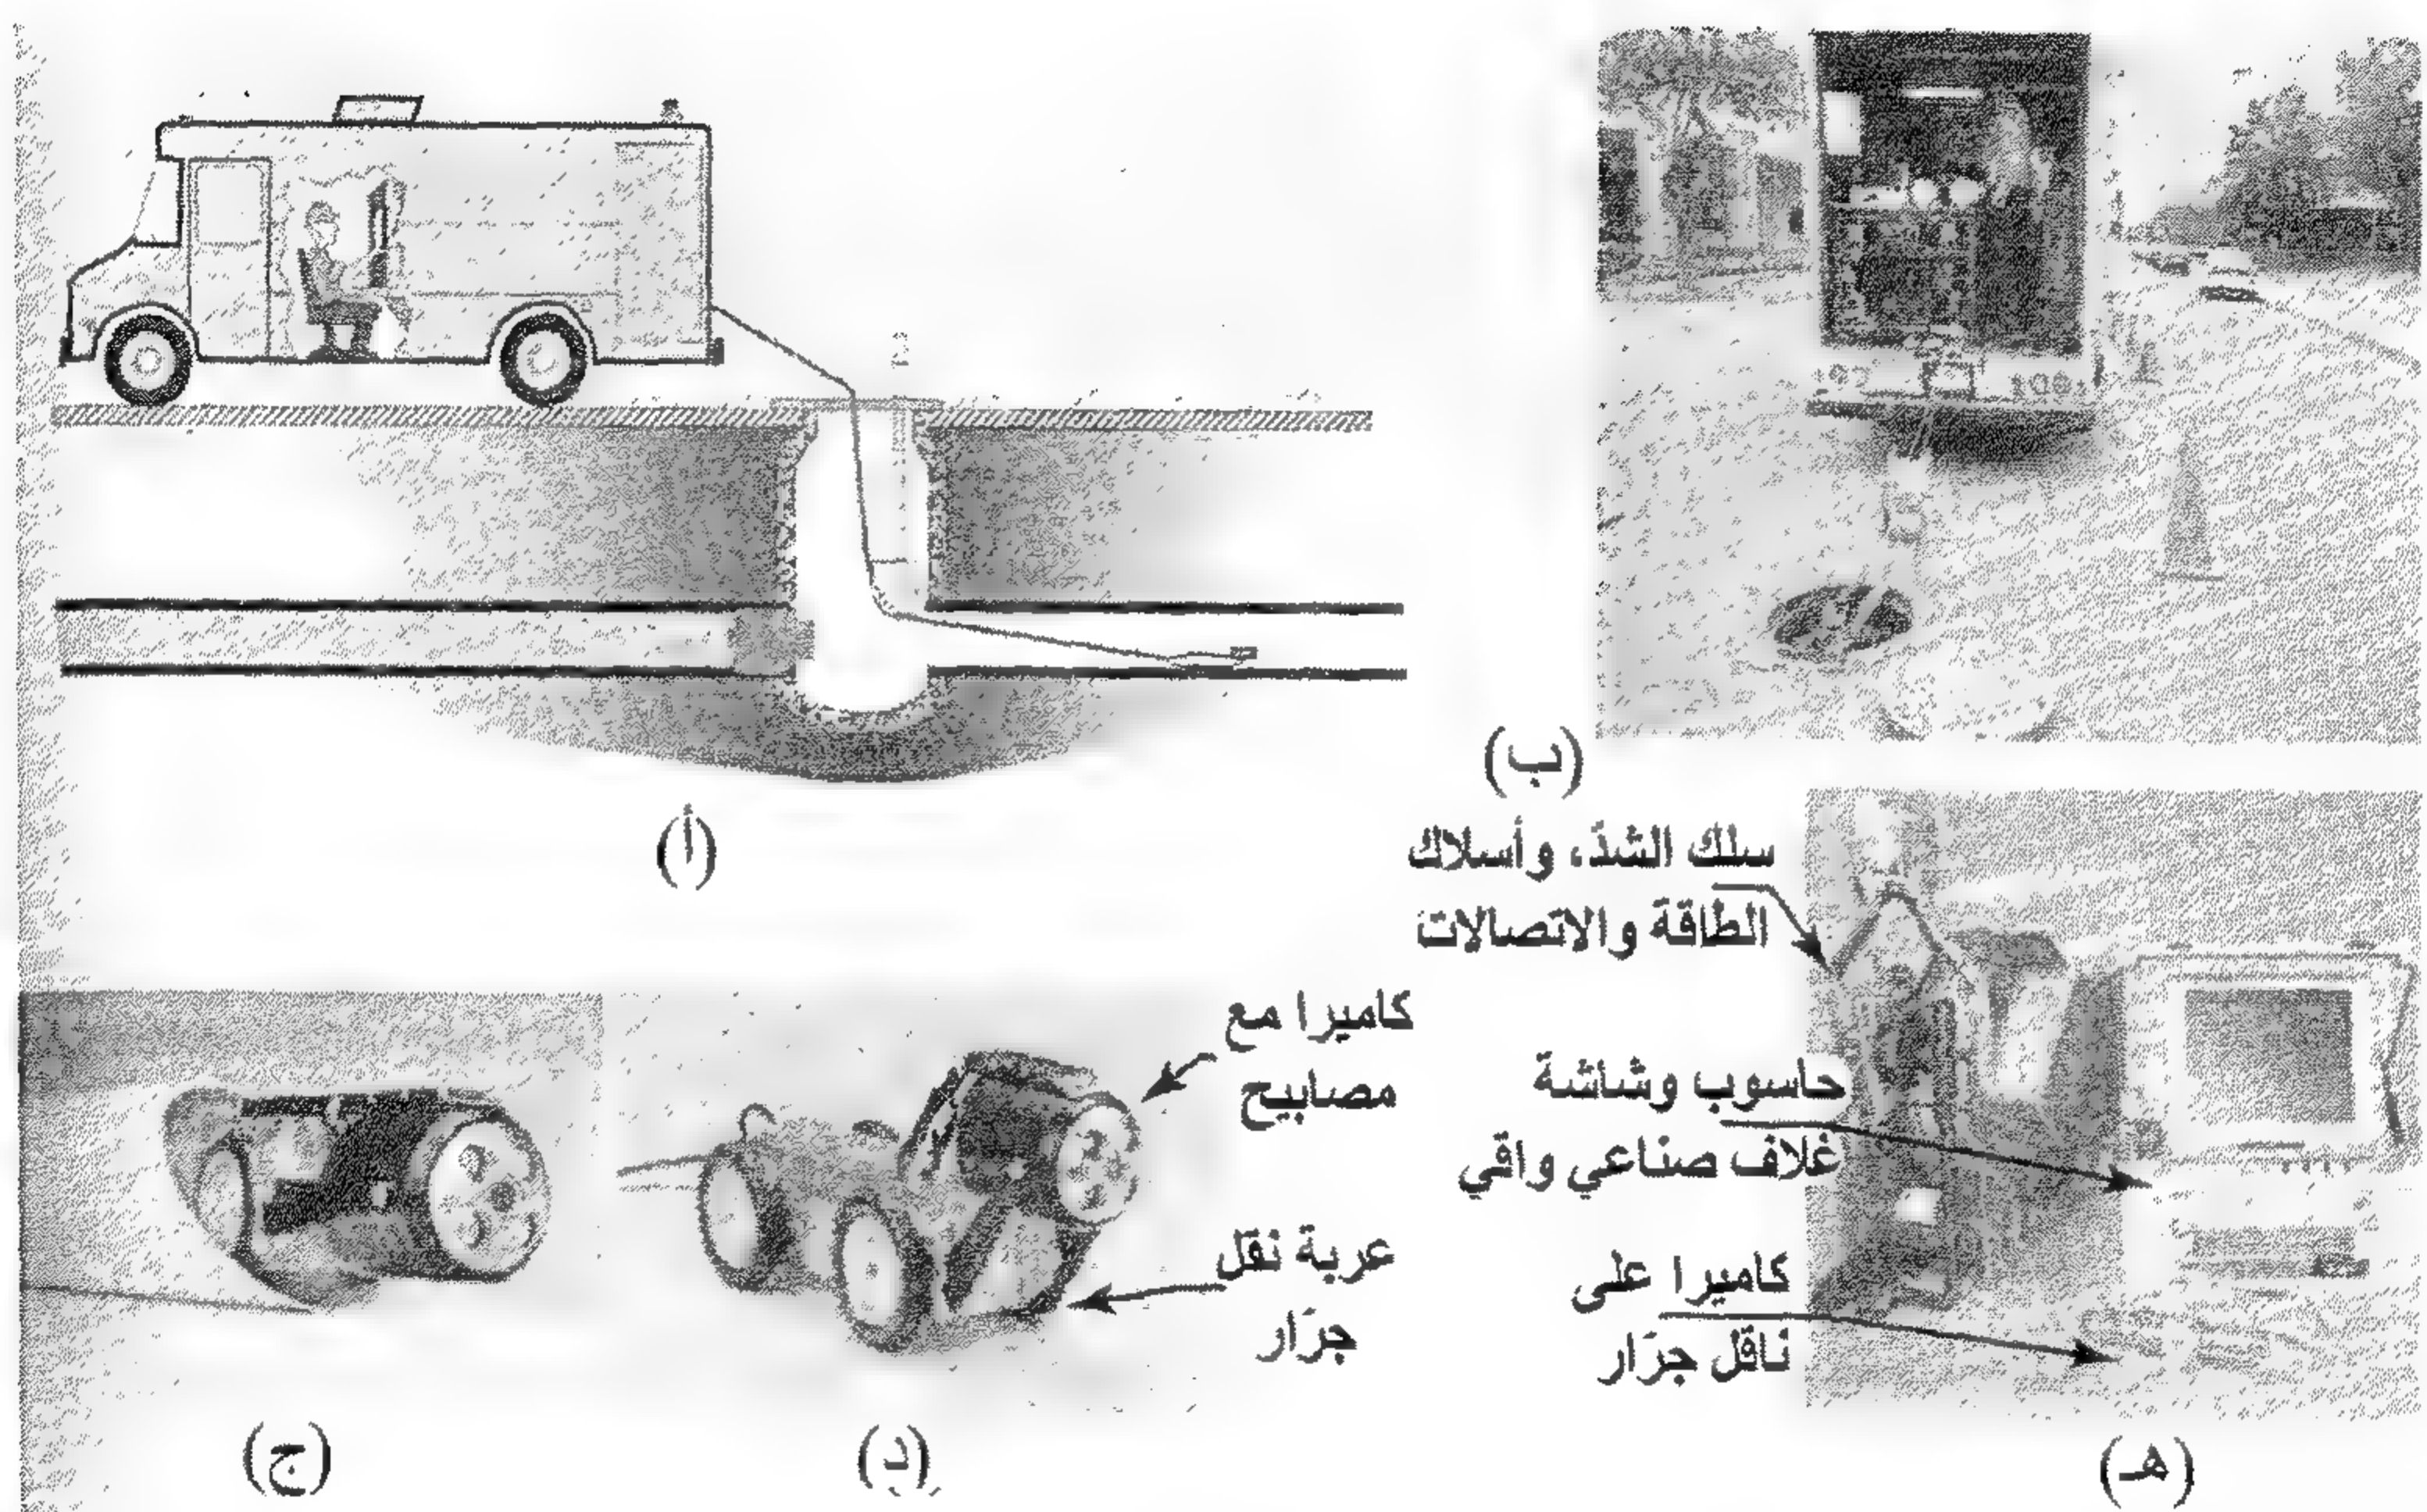 (أ)
(ب)
سلك الشدّ، وأسلاك
الطاقة والاتصالات
حاسوب وشاشة
غلاف صناعي واقي
كاميرا على
ناقل جرّار
(هـ)
كاميرا مع
مصابيح
عربة نقل
جرّار
(د)
(ج)